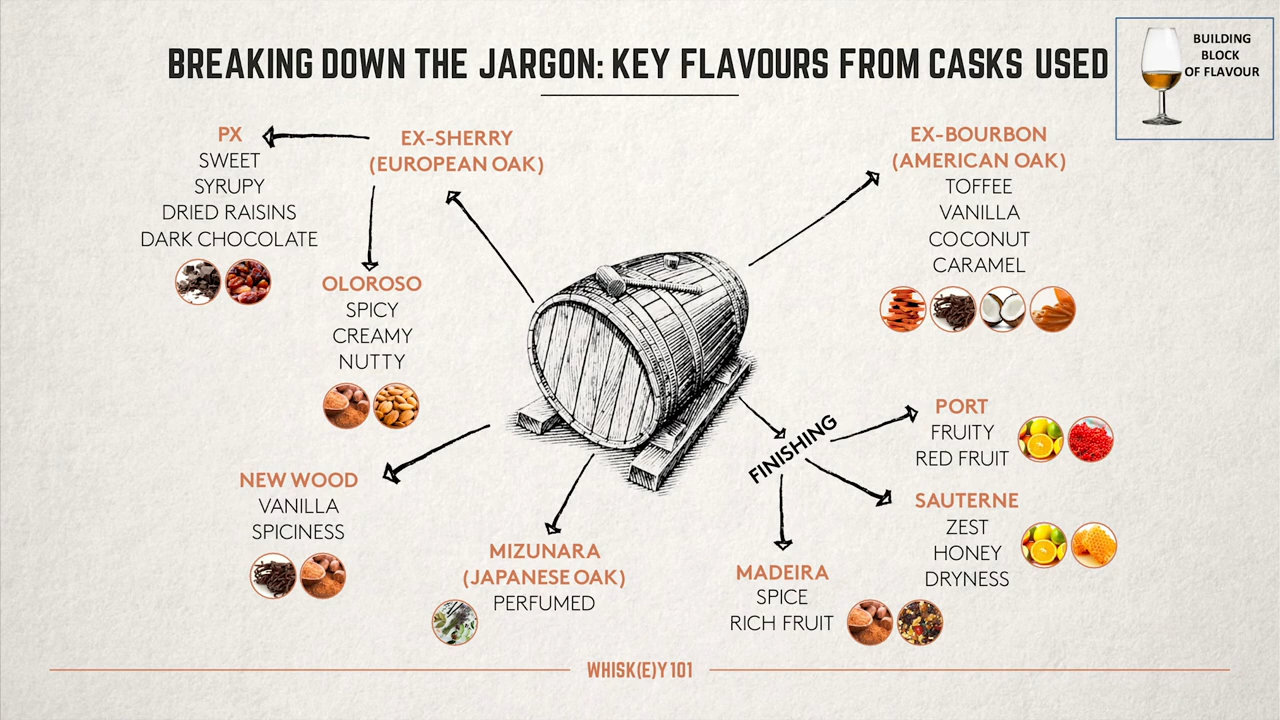 BREAKING DOWN THE JARGON: KEY FLAVOURS FROM CASKS USED
BUILDING
BLOCK
OF FLAVOUR
PX
SWEET
SYRUPY
DRIED RAISINS
DARK CHOCOLATE
EX-SHERRY
(EUROPEAN OAK)
OLOROSO
SPICY
CREAMY
NUTTY
EX-BOURBON
(AMERICAN OAK)
TOFFEE
VANILLA
COCONUT
CARAMEL
NEW WOOD
VANILLA
SPICINESS
MIZUNARA
(JAPANESE OAK)
PERFUMED
FINISHING
PORT
FRUITY
RED FRUIT
SAUTERNE
ZEST
HONEY
DRYNESS
MADEIRA
SPICE
RICH FRUIT
WHISK(E)Y 101